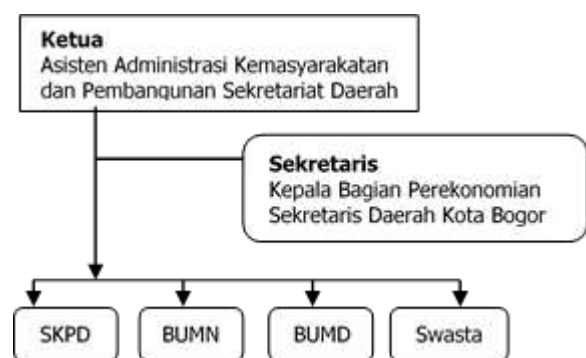 Ketua
Asisten Administrasi Kemasyarakatan
dan Pembangunan Sekretariat Daerah
Sekretaris
Kepala Bagian Perekonomian
Sekretaris Daerah Kota Bogor
SKPD
BUMN
BUMD
Swasta